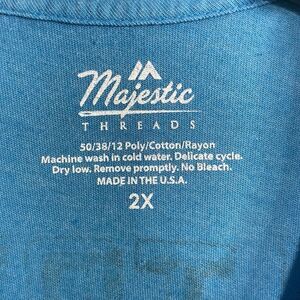 Majestic
THREADS
50/38/12 Poly/Cotton/Rayon
Machine wash in cold water. Delicate cycle.
Dry low. Remove promptly. No Bleach.
MADE IN THE U.S.A.
2X